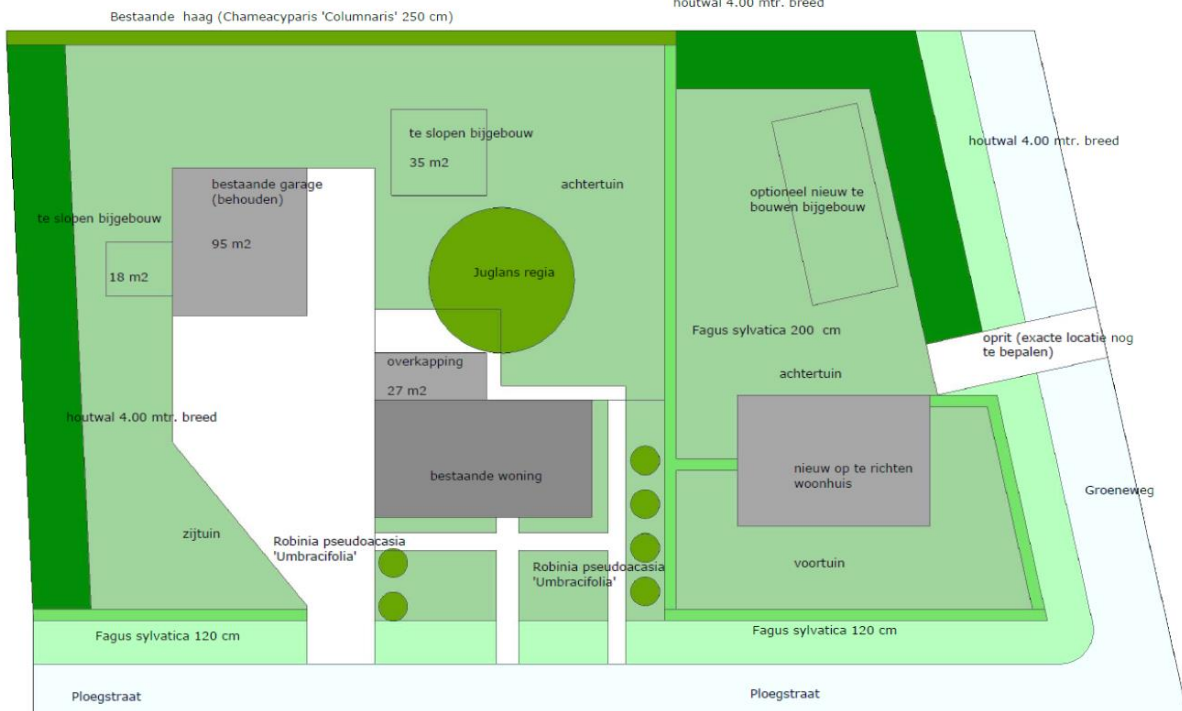 houtwal 4.00 mtr. breed
Bestaande haag (Chameacyparis 'Columnaris' 250 cm)
te slopen bijgebouw
35 m2
houtwal 4.00 mtr. breed
bestaande garage
(behouden)
95 m2
achtertuin
optioneel nieuw te
bouwen bijgebouw
te slopen bijgebouw
18 m2
Juglans regia
Fagus sylvatica 200 cm
oprit (exacte locatie nog
te bepalen)
overkapping
27 m2
achtertuin
houtwal 4.00 mtr. breed
bestaande woning
nieuw op te richten
woonhuis
Groeneweg
zijtuin
Robinia pseudoacasia
'Umbracifolia'
Robinia pseudoacasia
'Umbracifolia'
voortuin
Fagus sylvatica 120 cm
Fagus sylvatica 120 cm
Ploegstraat
Ploegstraat